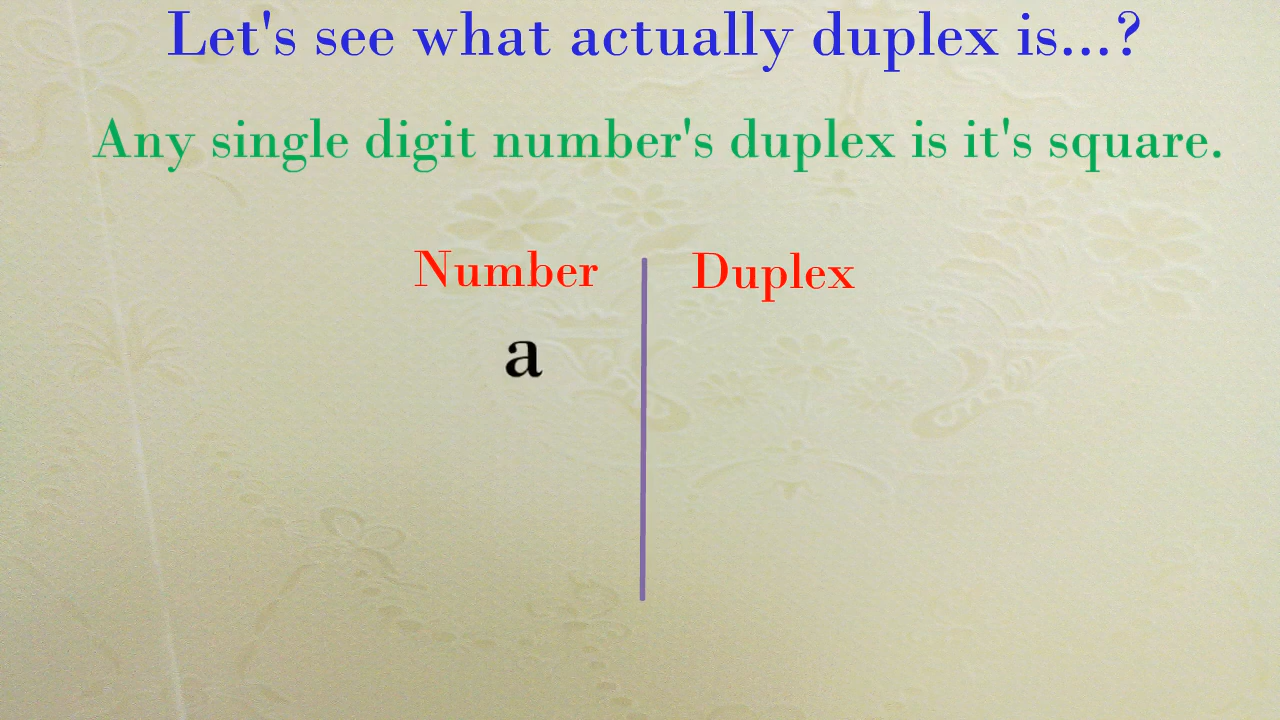 Let's see what actually duplex is...?
Any single digit number's duplex is it's square.
Number Duplex
a